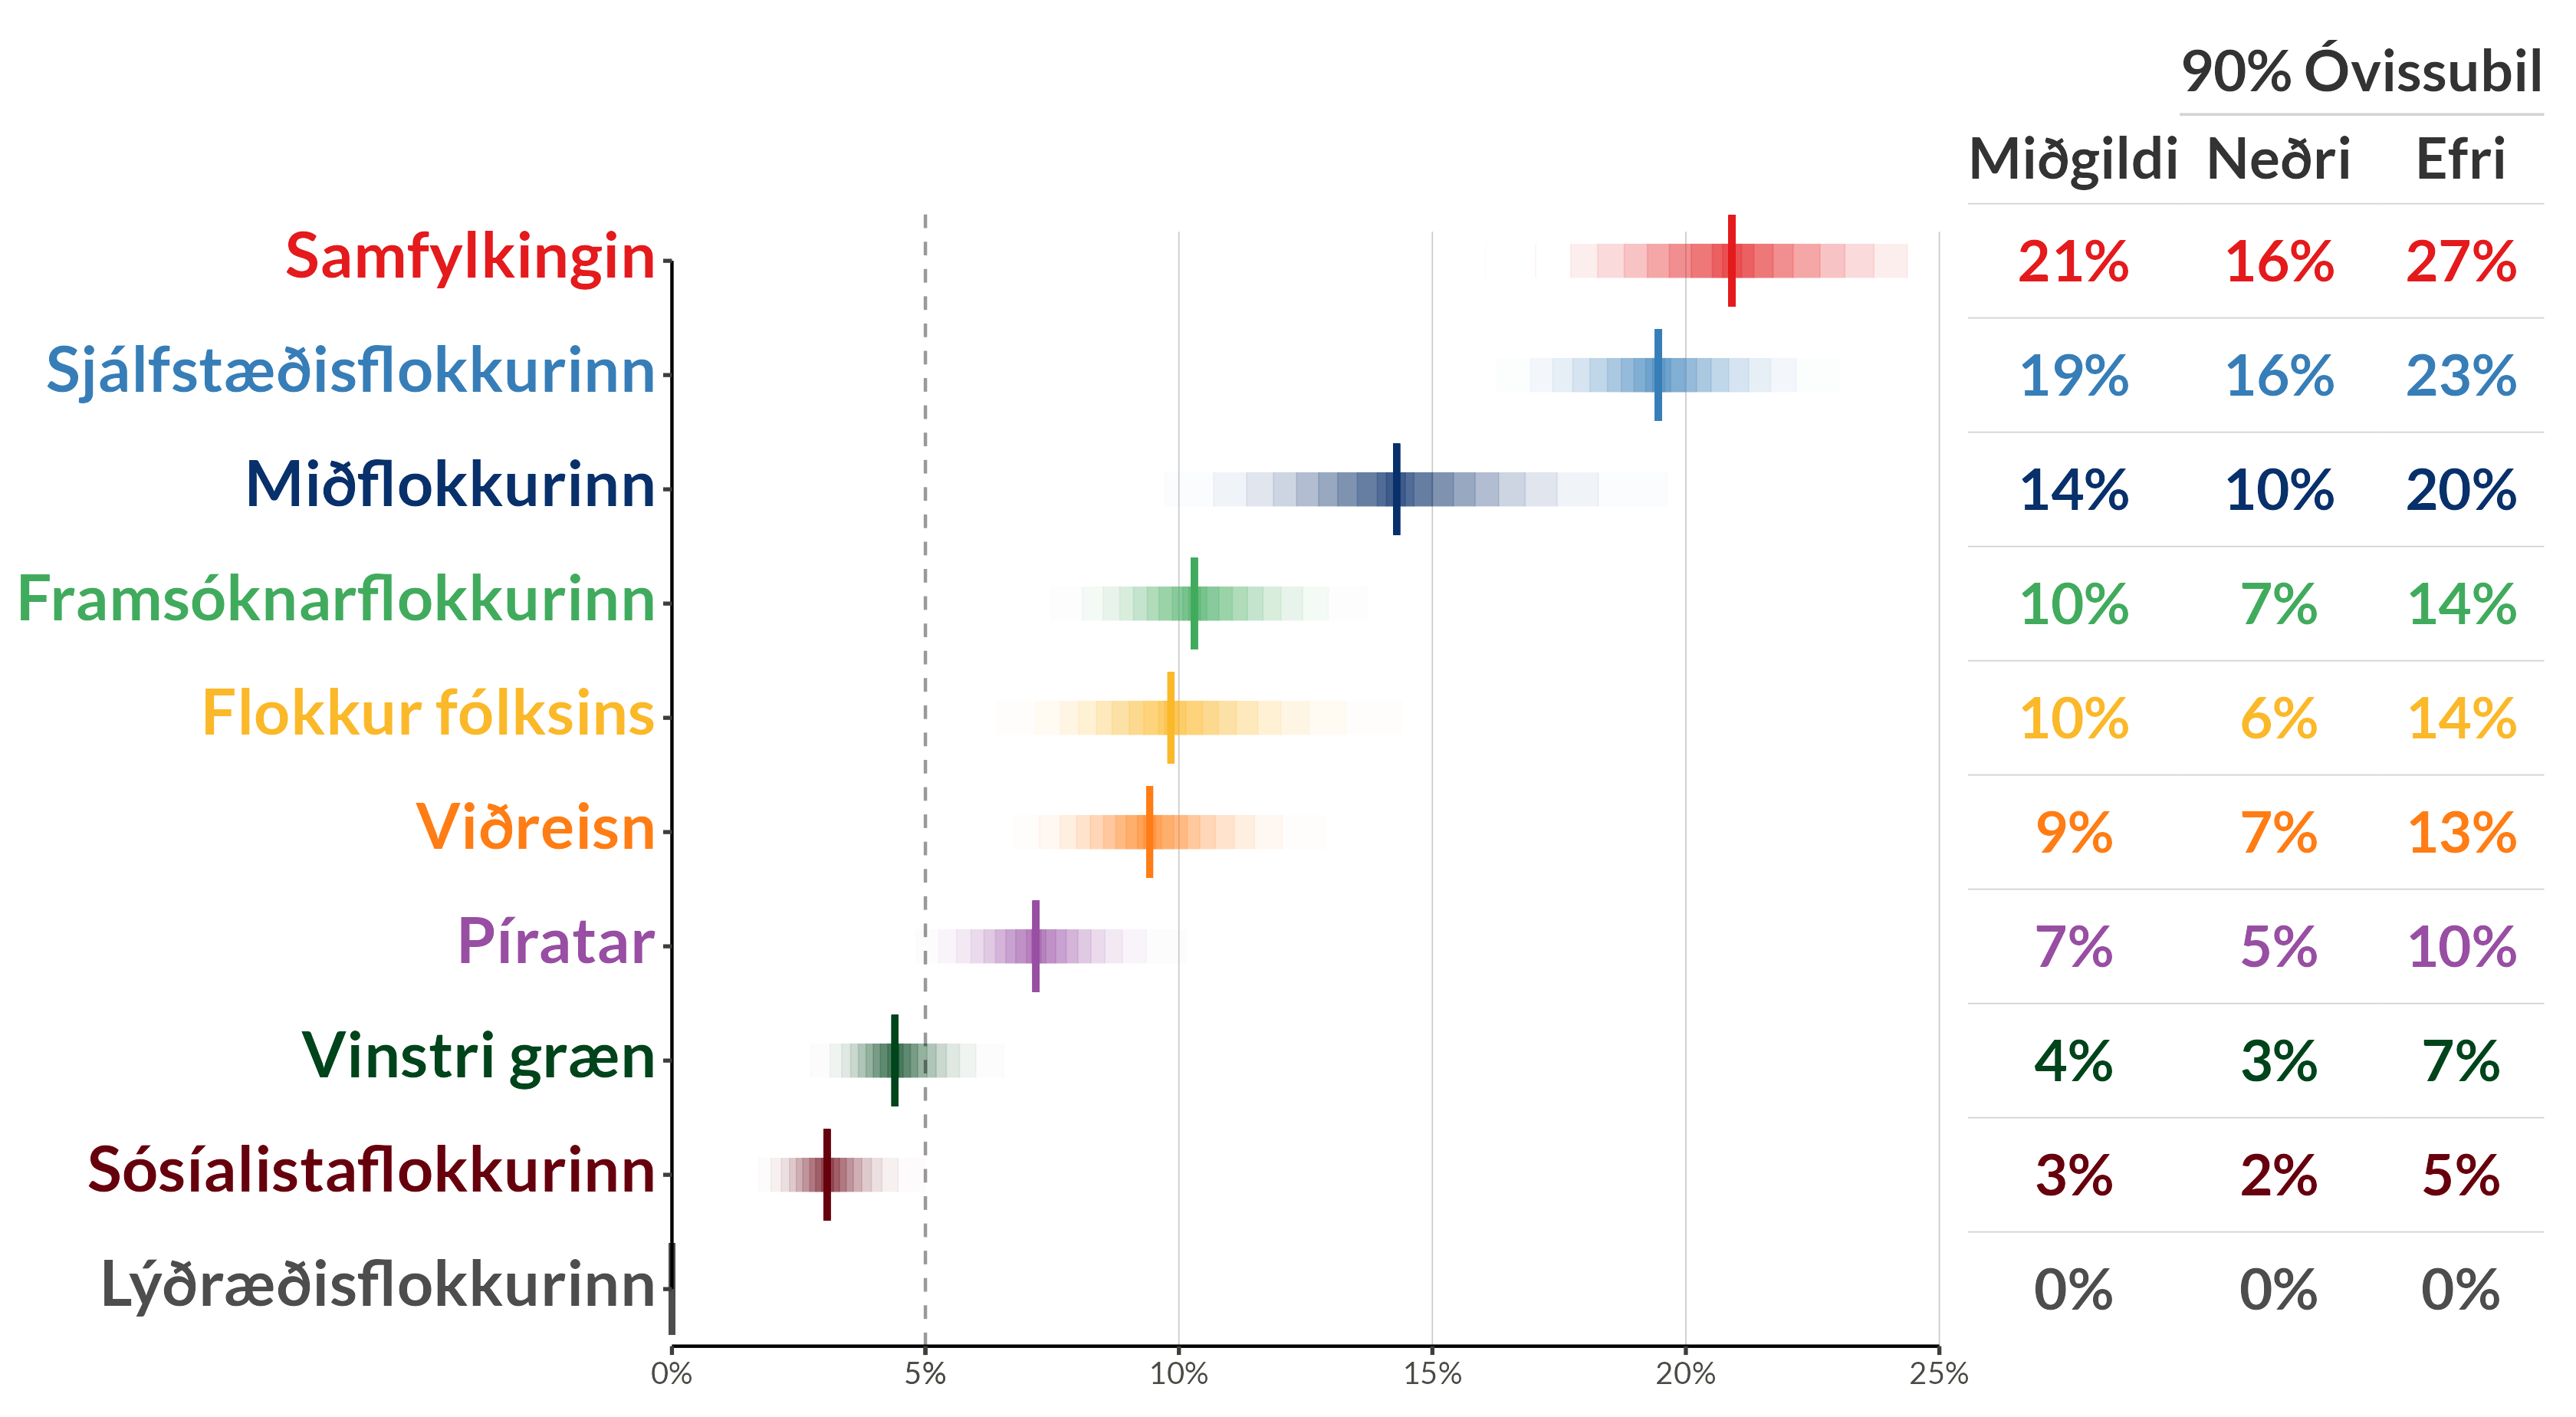 90% Óvissubil
Miðgildi Neðri Efri
Samfylkingin 21% 16% 27%
Sjálfstæðisflokkurinn 19% 16% 23%
Miðflokkurinn 14% 10% 20%
Framsóknarflokkurinn 10% 7% 14%
Flokkur fólksins 10% 6% 14%
Viðreisn 9% 7% 13%
Píratar 7% 5% 10%
Vinstri græn 4% 3% 7%
Sósíalistaflokkurinn 3% 2% 5%
Lýðræðisflokkurinn 0% 0% 0%
0% 5% 10% 15% 20% 25%